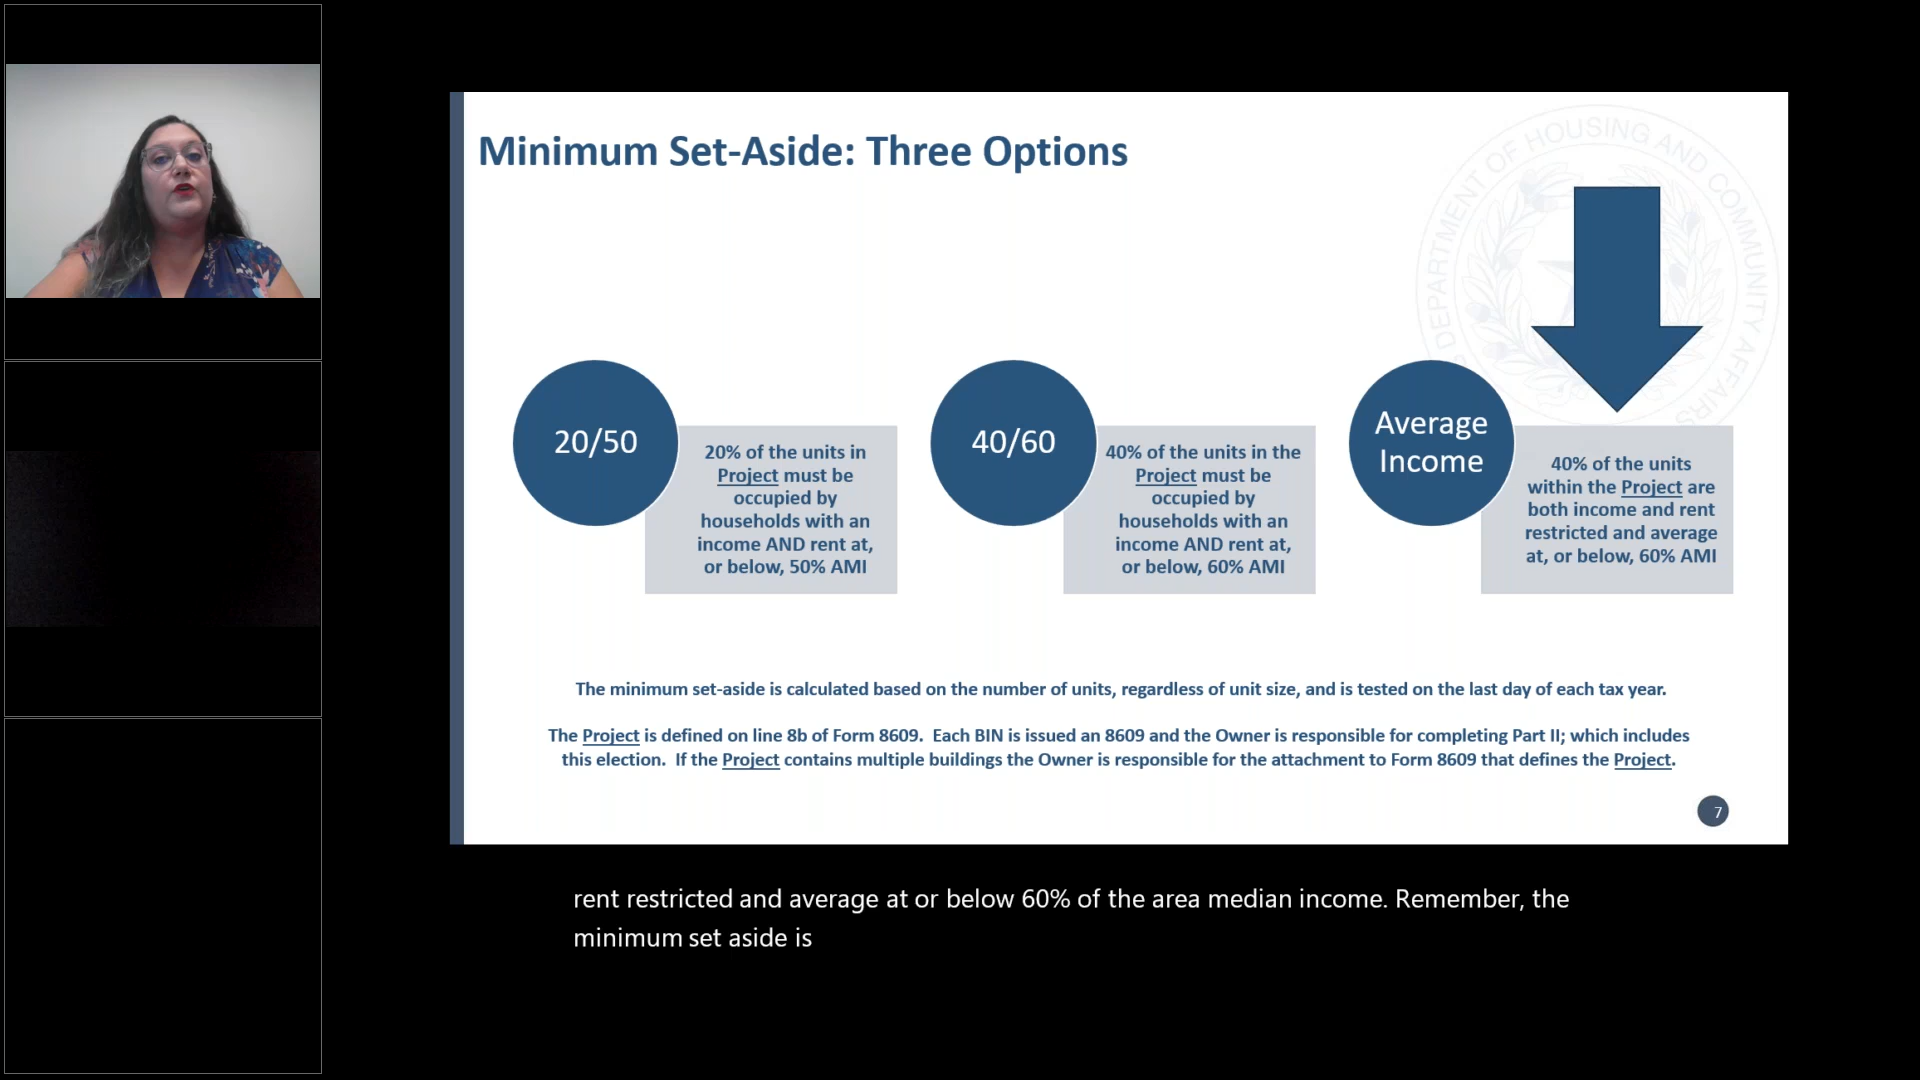 Minimum Set-Aside: Three Options
DEPARTMENT OF HOUSING AND COMMUNITY AFFAIRS
20/50
20% of the units in
Project must be
occupied by
households with an
income AND rent at,
or below, 50% AMI
40/60
40% of the units in the
Project must be
occupied by
households with an
income AND rent at,
or below, 60% AMI
Average
Income
40% of the units
within the Project are
both income and rent
restricted and average
at, or below, 60% AMI
The minimum set-aside is calculated based on the number of units, regardless of unit size, and is tested on the last day of each tax year.
The Project is defined on line 8b of Form 8609.  Each BIN is issued an 8609 and the Owner is responsible for completing Part II; which includes
this election.  If the Project contains multiple buildings the Owner is responsible for the attachment to Form 8609 that defines the Project.
7
rent restricted and average at or below 60% of the area median income. Remember, the
minimum set aside is